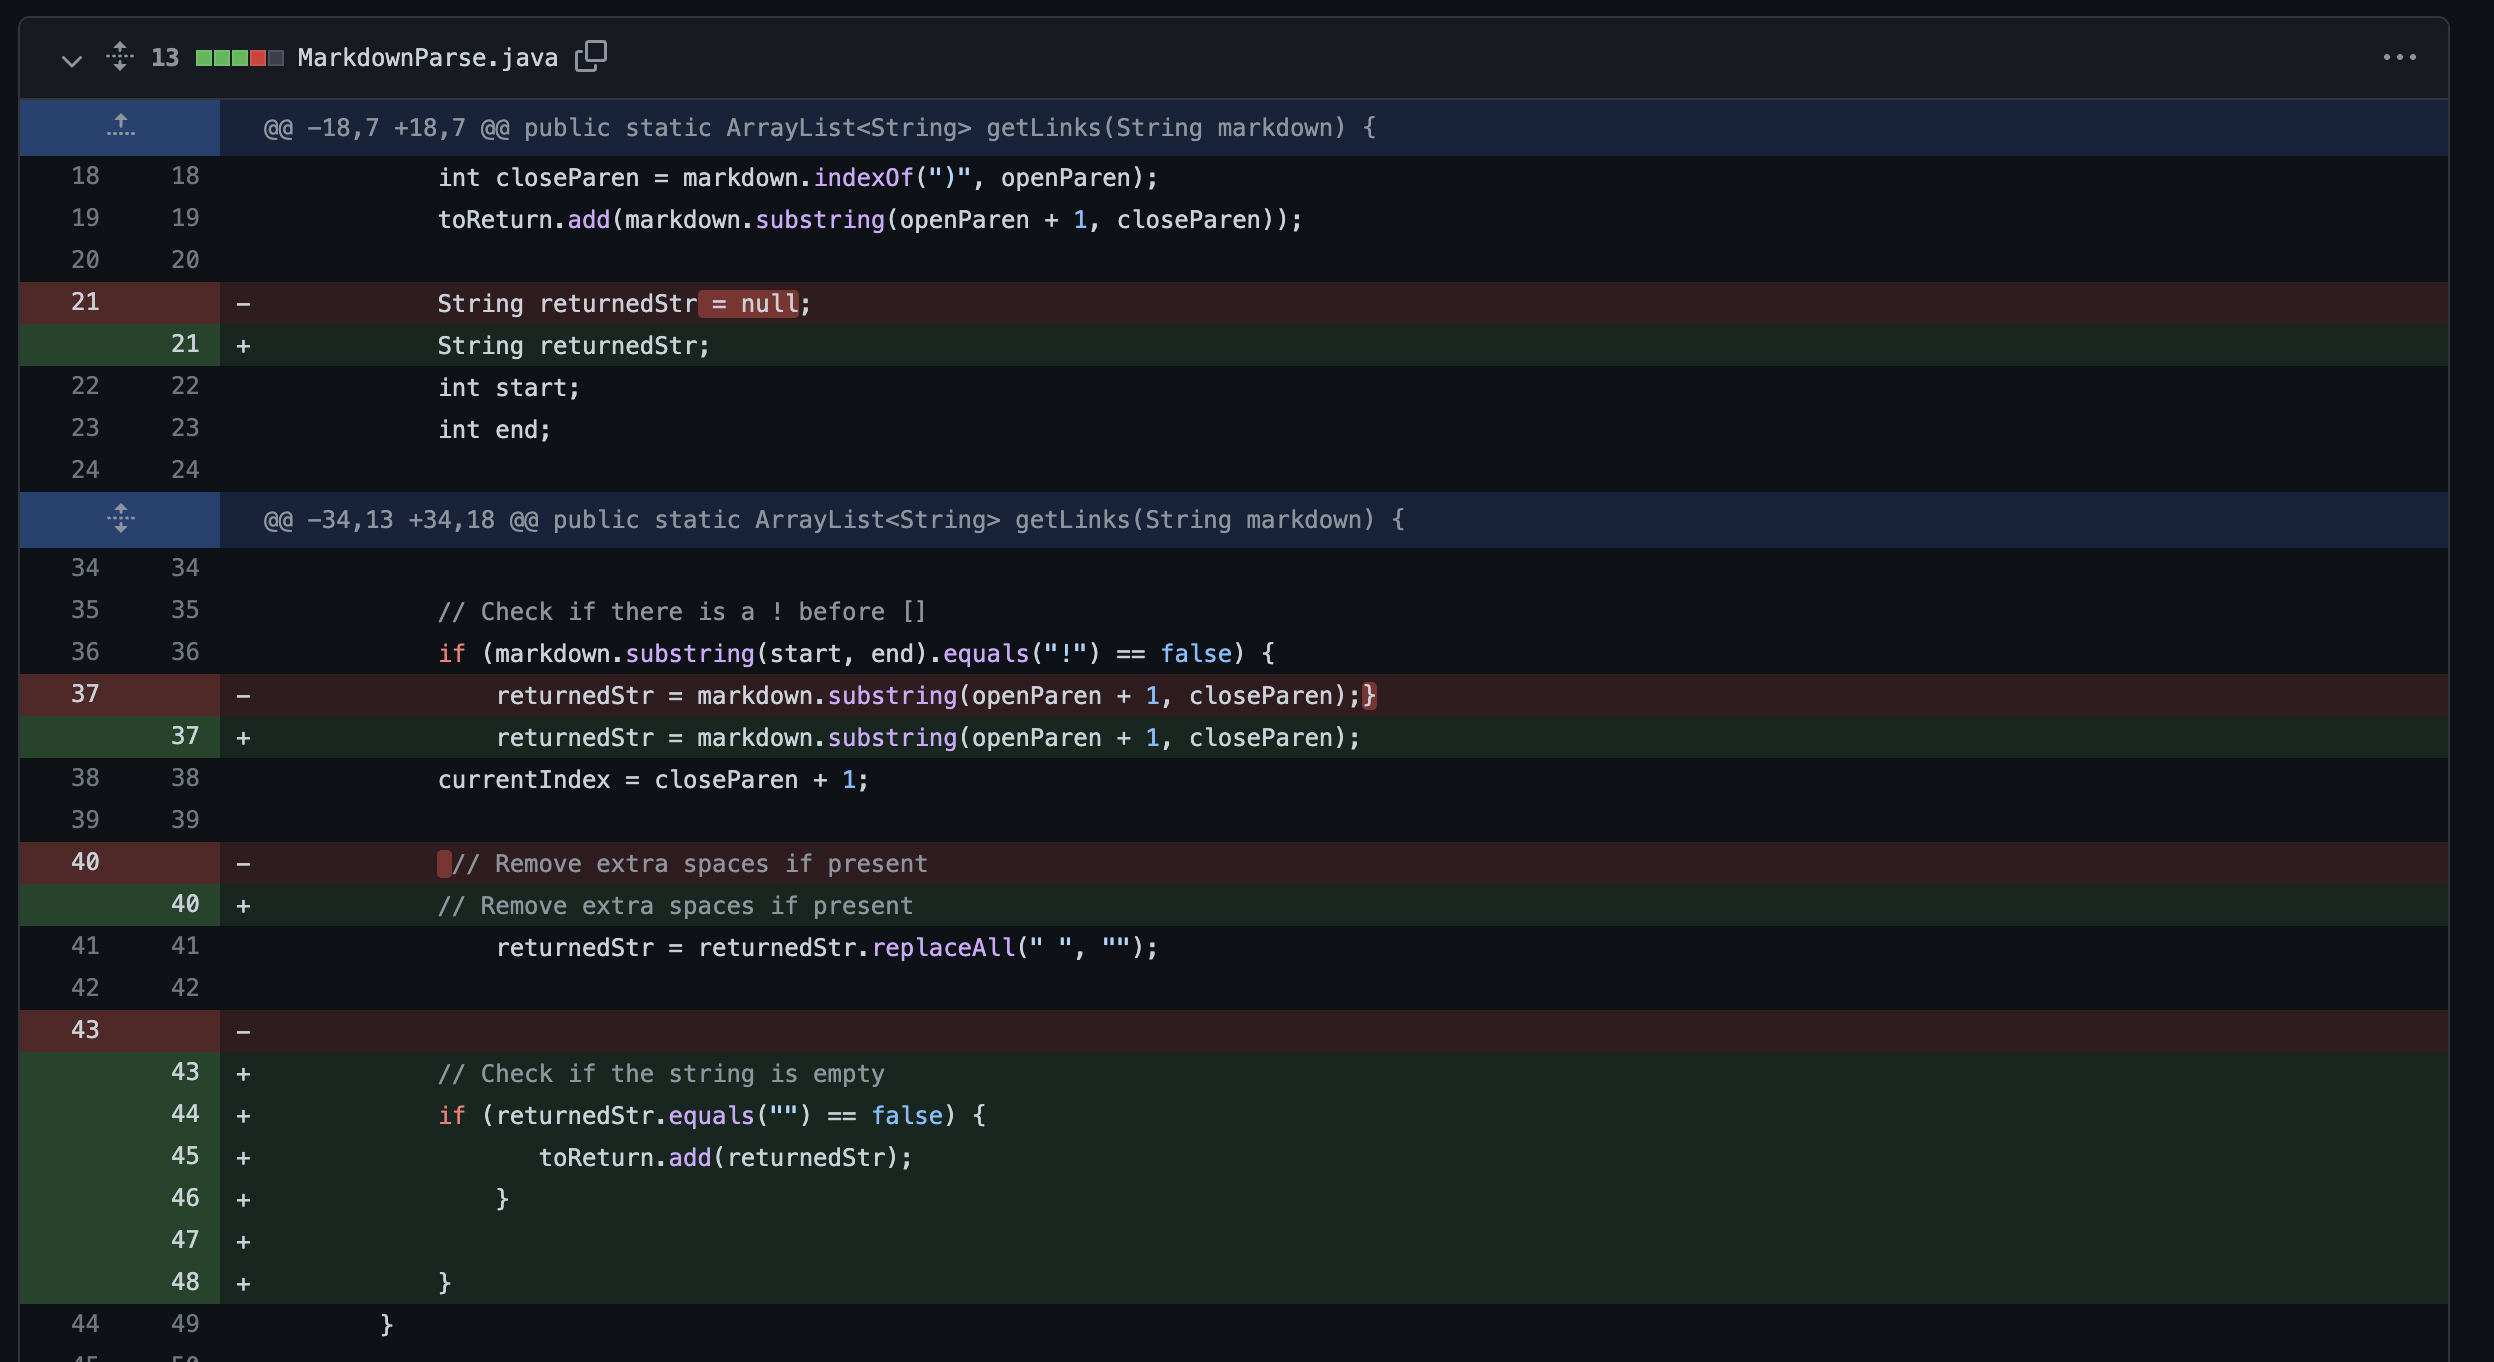 13 MarkdownParse.java
@@ -18,7 +18,7 @@ public static ArrayList<String> getLinks(String markdown) {
18 18 int closeParen = markdown.indexOf(")", openParen);
19 19 toReturn.add(markdown.substring(openParen + 1, closeParen));
20 20
21 - String returnedStr = null;
21 + String returnedStr;
22 22 int start;
23 23 int end;
24 24
@@ -34,13 +34,18 @@ public static ArrayList<String> getLinks(String markdown) {
34 34
35 35 // Check if there is a ! before []
36 36 if (markdown.substring(start, end).equals("!") == false) {
37 - returnedStr = markdown.substring(openParen + 1, closeParen);}
37 + returnedStr = markdown.substring(openParen + 1, closeParen);
38 38 currentIndex = closeParen + 1;
39 39
40 - // Remove extra spaces if present
40 + // Remove extra spaces if present
41 41 returnedStr = returnedStr.replaceAll(" ", "");
42 42
43 -
43 + // Check if the string is empty
44 + if (returnedStr.equals("") == false) {
45 + toReturn.add(returnedStr);
46 + }
47 +
48 + }
44 49 }